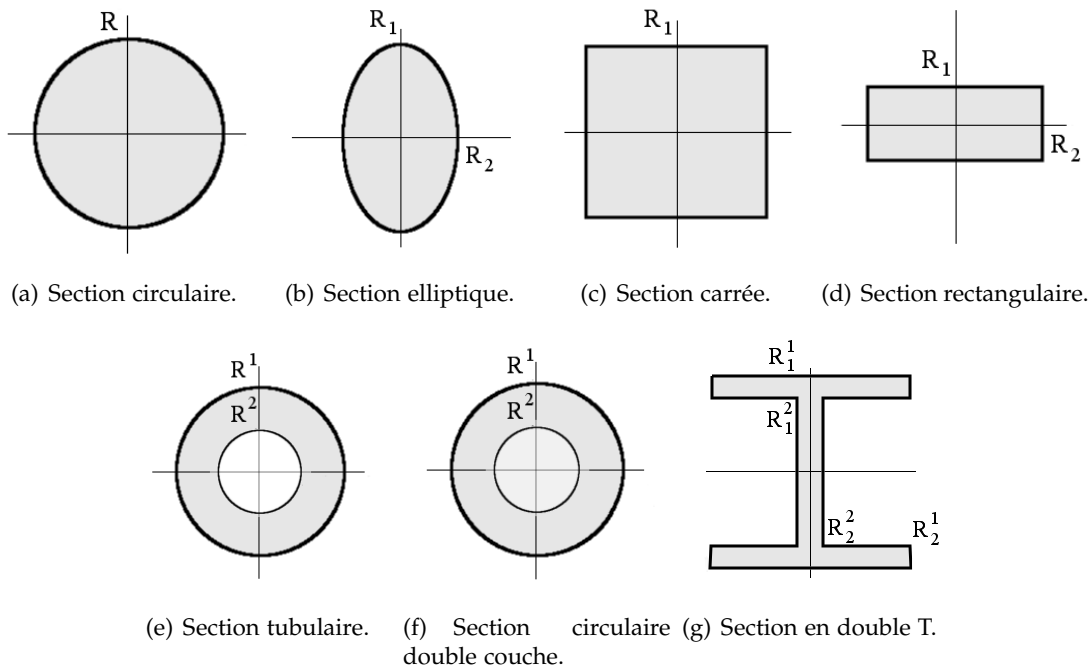 R
R₁
R₂
R₁
R₁
R₂
(a) Section circulaire.
(b) Section elliptique.
(c) Section carrée.
(d) Section rectangulaire.
R¹
R²
R¹
R²
R₁¹
R₁²
R₂²
R₂¹
(e) Section tubulaire.
(f) Section circulaire
double couche.
(g) Section en double T.